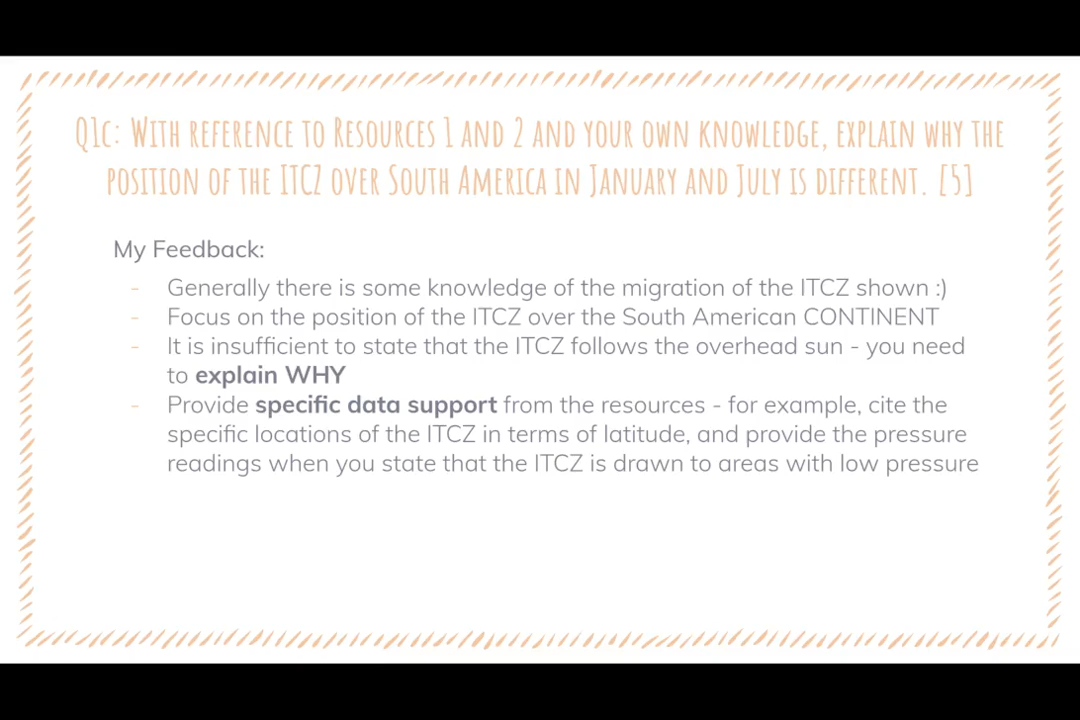 Q1c: With reference to Resources 1 and 2 and your own knowledge, explain why the
position of the ITCZ over South America in January and July is different. [5]
My Feedback:
- Generally there is some knowledge of the migration of the ITCZ shown :)
- Focus on the position of the ITCZ over the South American CONTINENT
- It is insufficient to state that the ITCZ follows the overhead sun - you need
to explain WHY
- Provide specific data support from the resources - for example, cite the
specific locations of the ITCZ in terms of latitude, and provide the pressure
readings when you state that the ITCZ is drawn to areas with low pressure